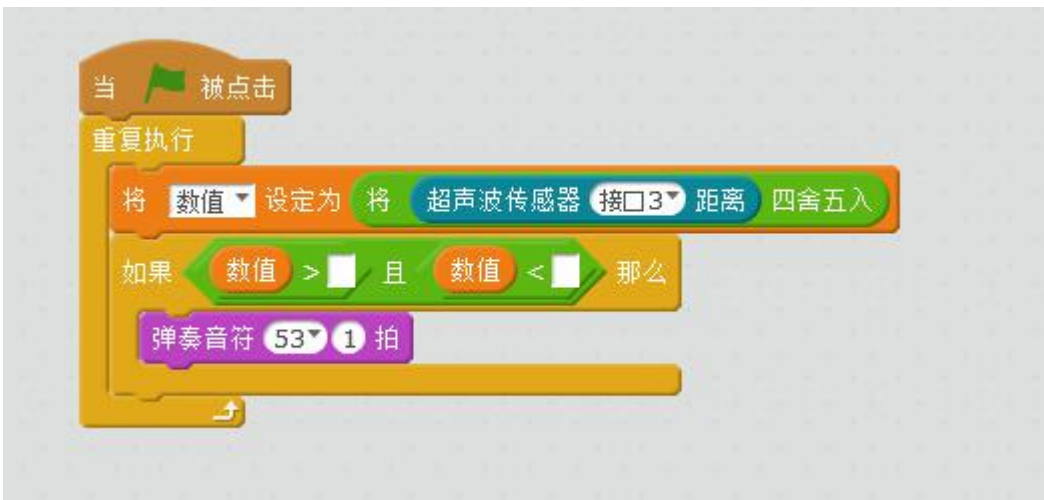 当 被点击
重复执行
将 数值 设定为 将 超声波传感器 接口3 距离 四舍五入
如果 数值 > 且 数值 < 那么
弹奏音符 53 1 拍